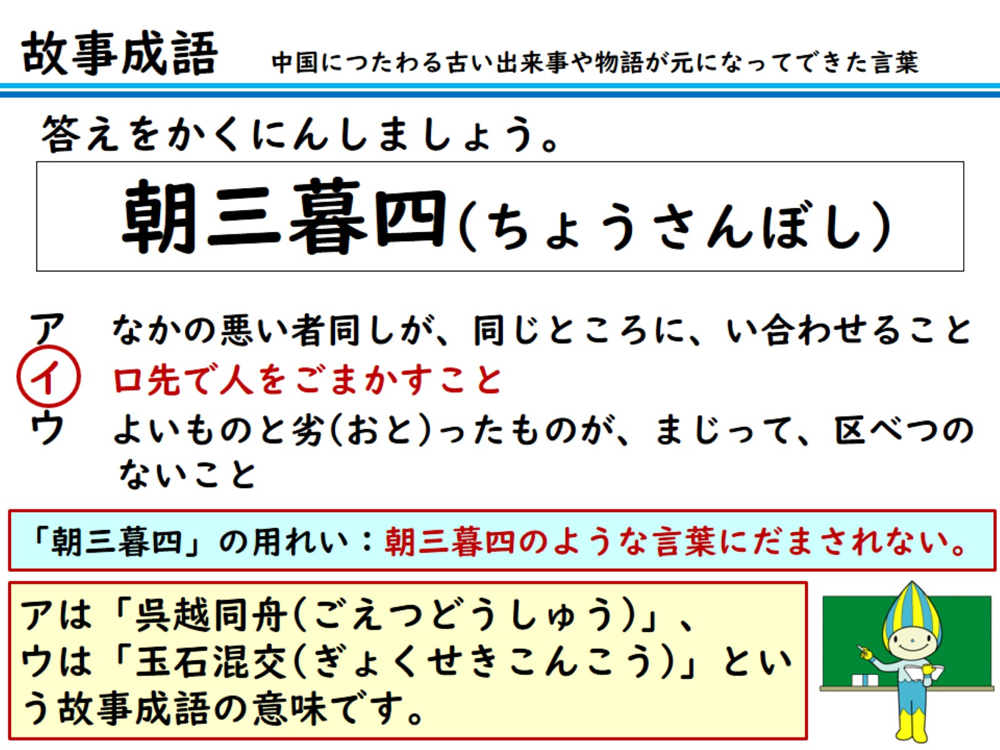 故事成語 中国につたわる古い出来事や物語が元になってできた言葉
答えをかくにんしましょう。
朝三暮四(ちょうさんぼし)
ア なかの悪い者同しが、同じところに、い合わせること
イ 口先で人をごまかすこと
ウ よいものと劣(おと)ったものが、まじって、区べつの
ないこと
「朝三暮四」の用れい：朝三暮四のような言葉にだまされない。
アは「呉越同舟(ごえつどうしゅう)」、
ウは「玉石混交(ぎょくせきこんこう)」とい
う故事成語の意味です。